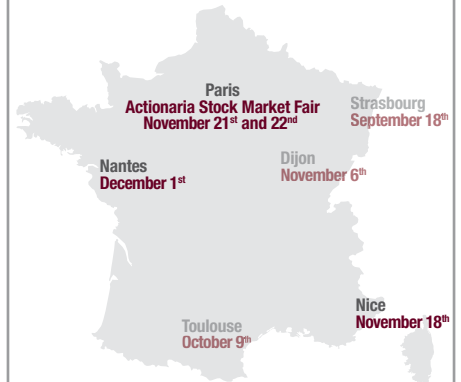 Paris
Actionaria Stock Market Fair
November 21st and 22nd
Strasbourg
September 18th
Dijon
November 6th
Nantes
December 1st
Nice
November 18th
Toulouse
October 9th